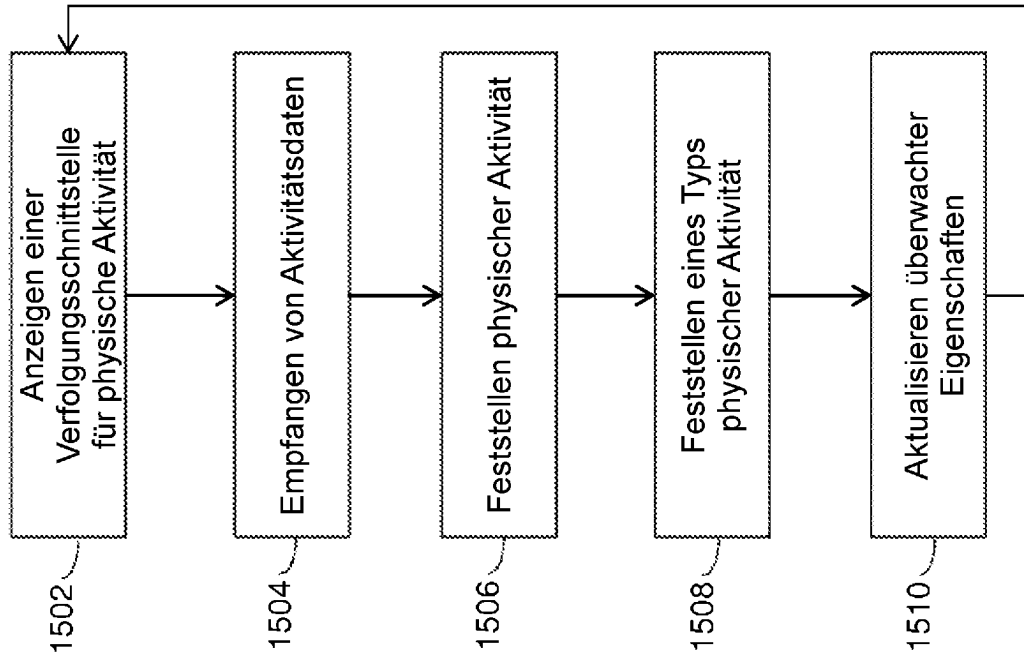 1502
Anzeigen einer
Verfolgungsschnittstelle
für physische Aktivität
1504
Empfangen von Aktivitätsdaten
1506
Feststellen physischer Aktivität
1508
Feststellen eines Typs
physischer Aktivität
1510
Aktualisieren überwachter
Eigenschaften